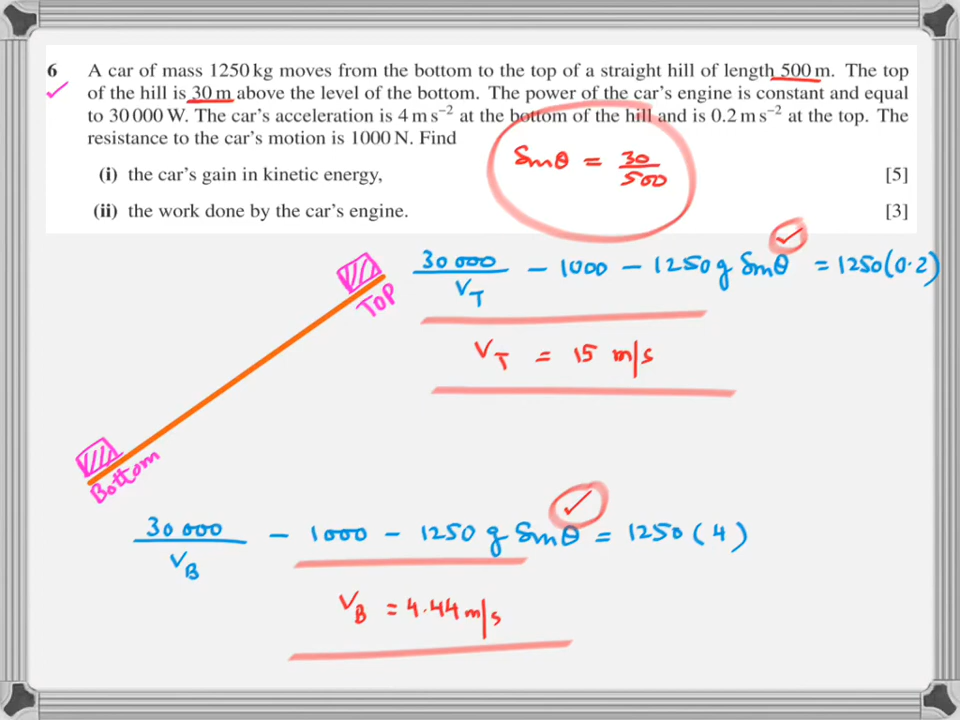 6 A car of mass 1250 kg moves from the bottom to the top of a straight hill of length 500 m. The top
of the hill is 30 m above the level of the bottom. The power of the car's engine is constant and equal
to 30 000 W. The car's acceleration is 4 m s⁻² at the bottom of the hill and is 0.2 m s⁻² at the top. The
resistance to the car's motion is 1000 N. Find
Sinθ = 30/500
(i) the car's gain in kinetic energy, [5]
(ii) the work done by the car's engine. [3]
30 000/V_T - 1000 - 1250 g Sinθ = 1250(0.2)
TOP
V_T = 15 m/s
Bottom
30 000/V_B - 1000 - 1250 g Sinθ = 1250 (4)
V_B = 4.44 m/s